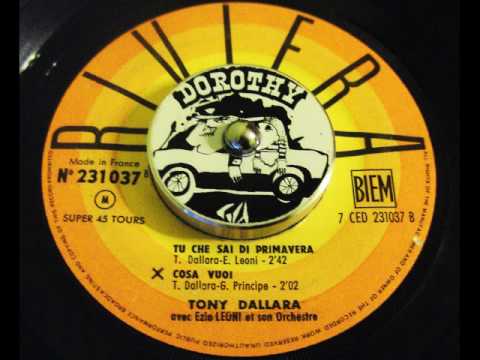 RIVIERA
DOROTHY
Made in France
N° 231037 B
M
SUPER 45 TOURS
BIEM
7 CED 231037 B
TU CHE SAI DI PRIMAVERA
T. Dallara-E. Leoni - 2'42
X COSA VUOI
T. Dallara-G. Principe - 2'02
TONY DALLARA
avec Ezio LEONI et son Orchestre